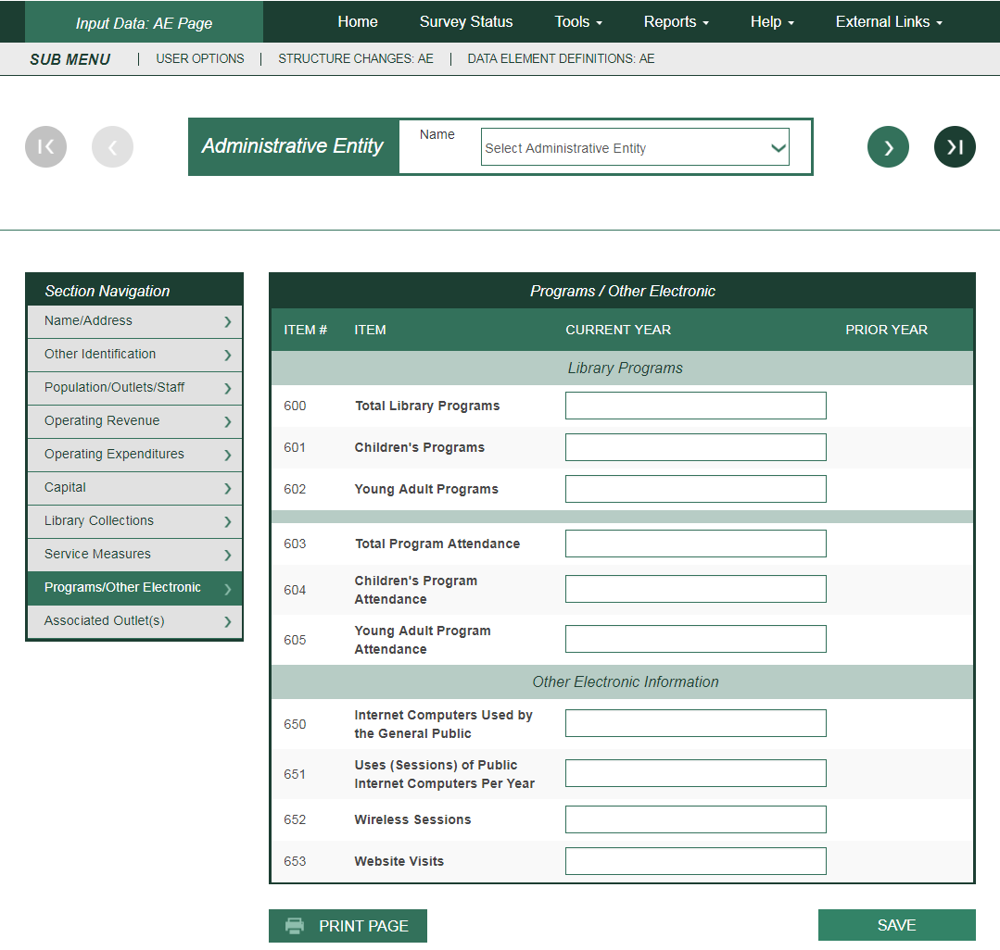 Input Data: AE Page Home Survey Status Tools Reports Help External Links
SUB MENU | USER OPTIONS | STRUCTURE CHANGES: AE | DATA ELEMENT DEFINITIONS: AE
Administrative Entity Name Select Administrative Entity
Section Navigation
Name/Address
Other Identification
Population/Outlets/Staff
Operating Revenue
Operating Expenditures
Capital
Library Collections
Service Measures
Programs/Other Electronic
Associated Outlet(s)
Programs / Other Electronic
ITEM # ITEM CURRENT YEAR PRIOR YEAR
Library Programs
600 Total Library Programs
601 Children's Programs
602 Young Adult Programs
603 Total Program Attendance
604 Children's Program
Attendance
605 Young Adult Program
Attendance
Other Electronic Information
650 Internet Computers Used by
the General Public
651 Uses (Sessions) of Public
Internet Computers Per Year
652 Wireless Sessions
653 Website Visits
PRINT PAGE SAVE